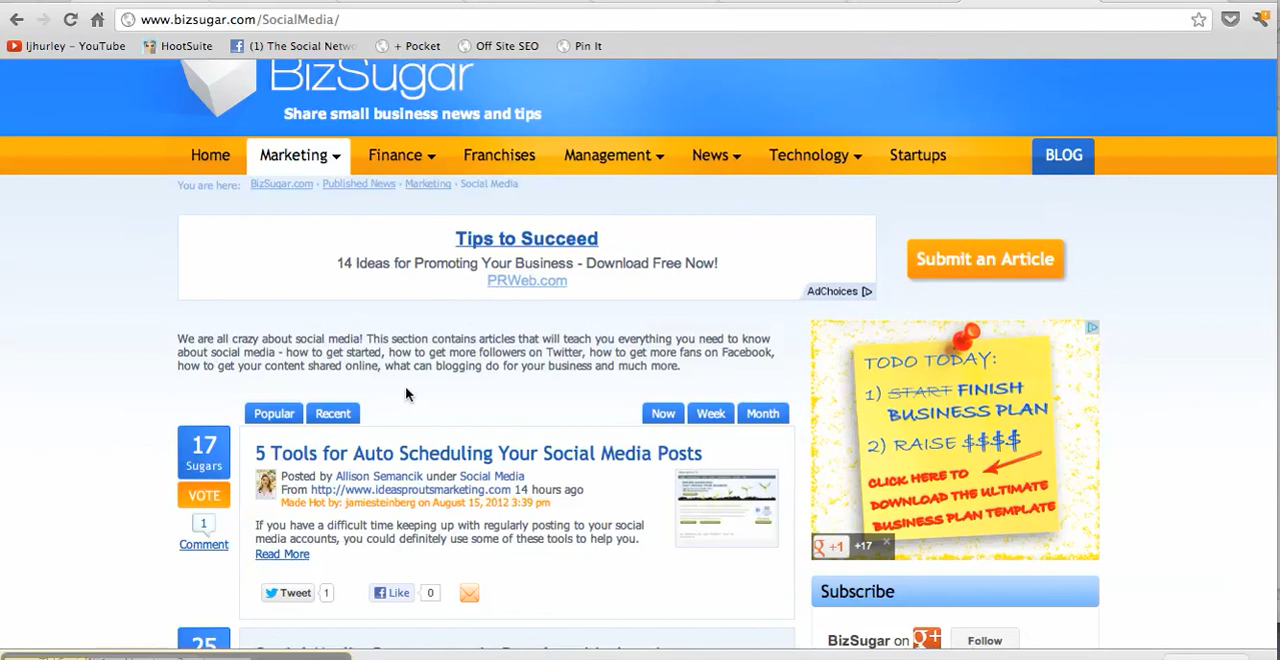 www.bizsugar.com/SocialMedia/
ljhurley – YouTube HootSuite (1) The Social Netwo + Pocket Off Site SEO Pin It
BizSugar
Share small business news and tips
Home Marketing Finance Franchises Management News Technology Startups BLOG
You are here: BizSugar.com · Published News · Marketing · Social Media
Tips to Succeed
14 Ideas for Promoting Your Business - Download Free Now!
PRWeb.com
AdChoices
Submit an Article
We are all crazy about social media! This section contains articles that will teach you everything you need to know
about social media - how to get started, how to get more followers on Twitter, how to get more fans on Facebook,
how to get your content shared online, what can blogging do for your business and much more.
Popular Recent Now Week Month
17
Sugars
VOTE
1
Comment
5 Tools for Auto Scheduling Your Social Media Posts
Posted by Allison Semancik under Social Media
From http://www.ideasproutsmarketing.com 14 hours ago
Made Hot by: jamiesteinberg on August 15, 2012 3:39 pm
If you have a difficult time keeping up with regularly posting to your social
media accounts, you could definitely use some of these tools to help you.
Read More
Tweet 1 Like 0
25
TODO TODAY:
1) START FINISH
BUSINESS PLAN
2) RAISE $$$$
CLICK HERE TO
DOWNLOAD THE ULTIMATE
BUSINESS PLAN TEMPLATE
g +1 +17
Subscribe
BizSugar on g+ Follow